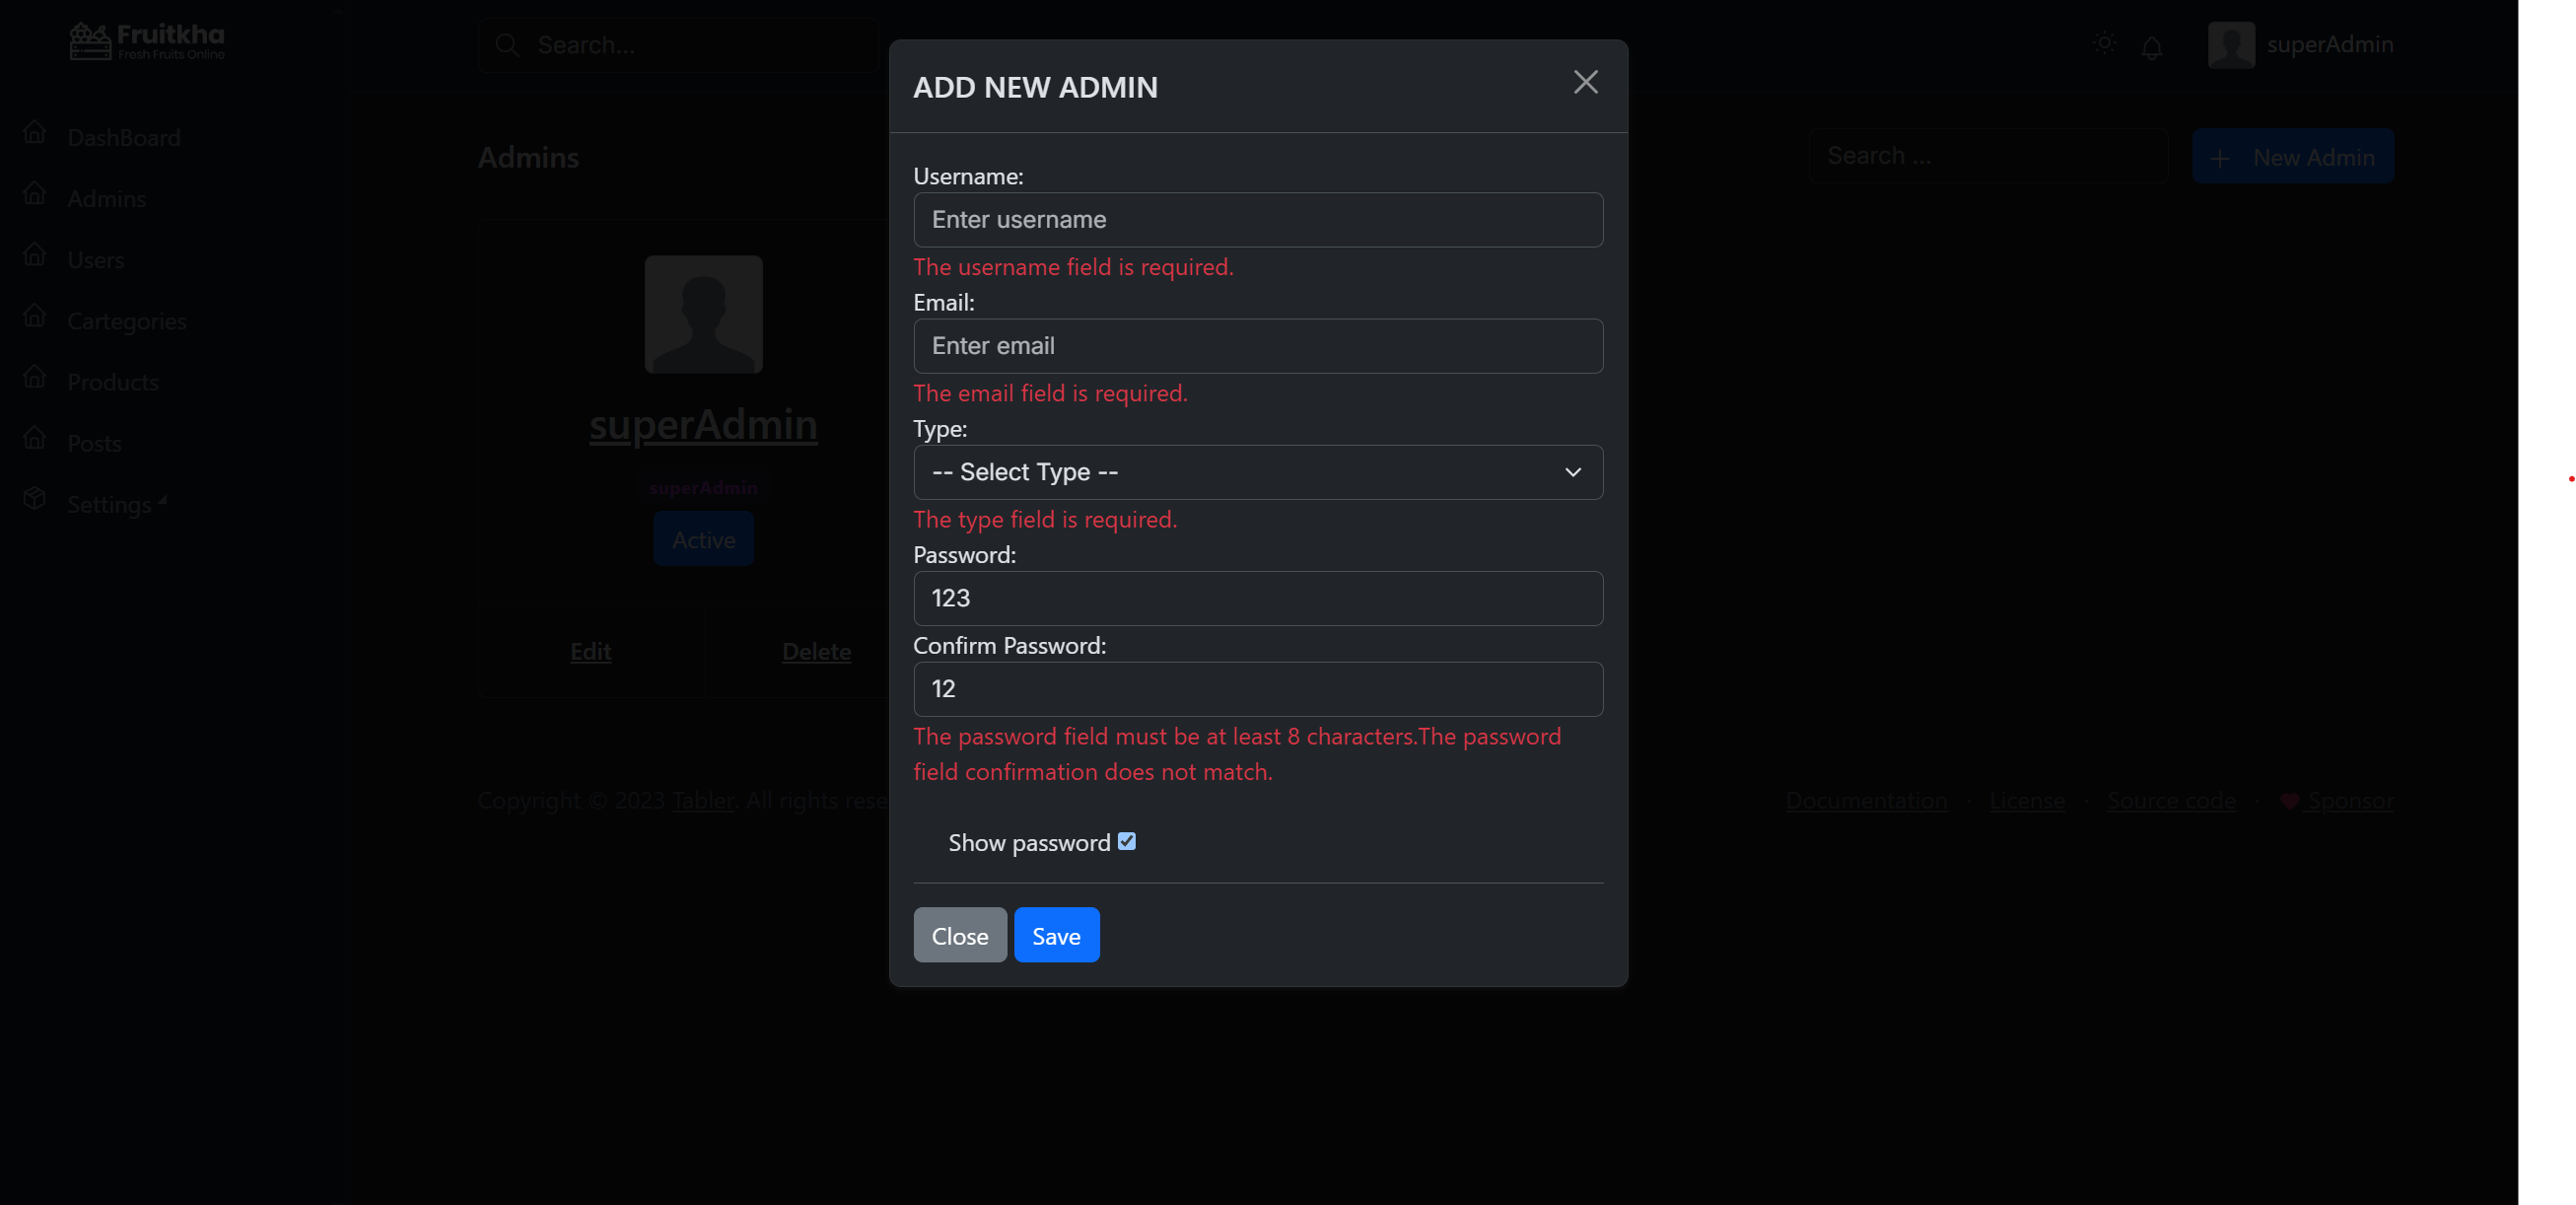 Fruitkha
Fresh Fruits Online
Search...
superAdmin
DashBoard
Admins
Users
Cartegories
Products
Posts
Settings
Admins
Search ...
New Admin
superAdmin
superAdmin
Active
Edit
Delete
ADD NEW ADMIN
Username:
Enter username
The username field is required.
Email:
Enter email
The email field is required.
Type:
-- Select Type --
The type field is required.
Password:
123
Confirm Password:
12
The password field must be at least 8 characters.The password
field confirmation does not match.
Show password
Close
Save
Copyright © 2023 Tabler. All rights rese
Documentation · License · Source code · Sponsor